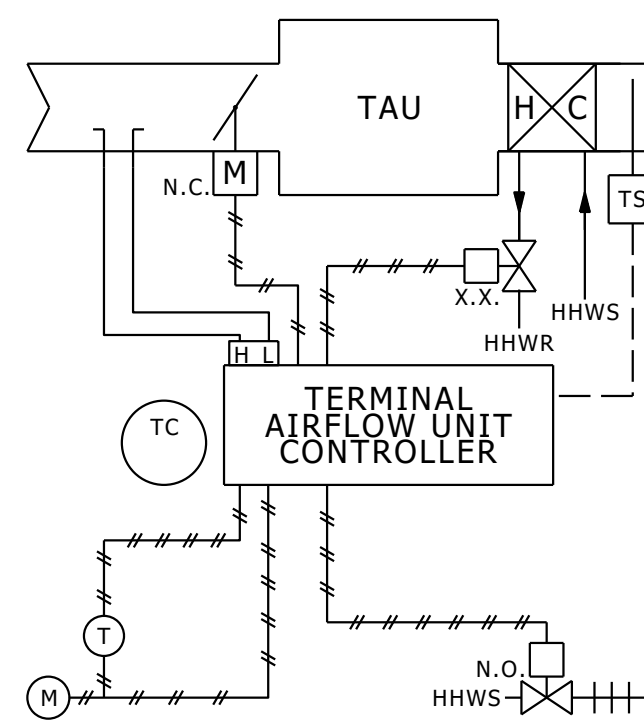 TAU
H C
M
N.C.
TS
X.X.
HHWS
HHWR
H L
TERMINAL
AIRFLOW UNIT
CONTROLLER
TC
T
N.O.
M
HHWS